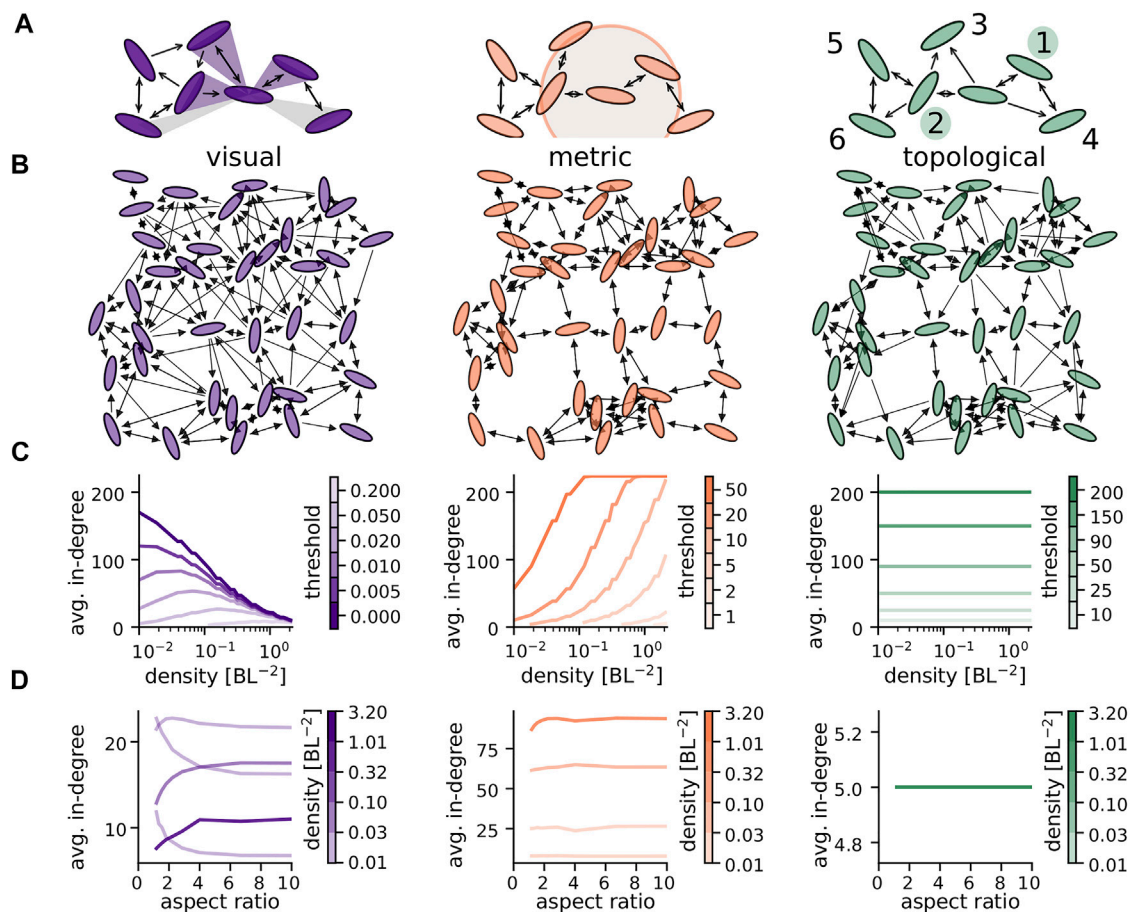 A
5
3
1
2
6
4
visual
metric
topological
B
C
avg. in-degree
200
100
0
10⁻²
10⁻¹
10⁰
density [BL⁻²]
0.200
0.050
0.020
0.010
0.005
0.000
threshold
avg. in-degree
200
100
0
10⁻²
10⁻¹
10⁰
density [BL⁻²]
50
20
10
5
2
1
threshold
avg. in-degree
200
100
0
10⁻²
10⁻¹
10⁰
density [BL⁻²]
200
150
90
50
25
10
threshold
D
avg. in-degree
20
10
0 2 4 6 8 10
aspect ratio
3.20
1.01
0.32
0.10
0.03
0.01
density [BL⁻²]
avg. in-degree
75
50
25
0 2 4 6 8 10
aspect ratio
3.20
1.01
0.32
0.10
0.03
0.01
density [BL⁻²]
avg. in-degree
5.2
5.0
4.8
0 2 4 6 8 10
aspect ratio
3.20
1.01
0.32
0.10
0.03
0.01
density [BL⁻²]